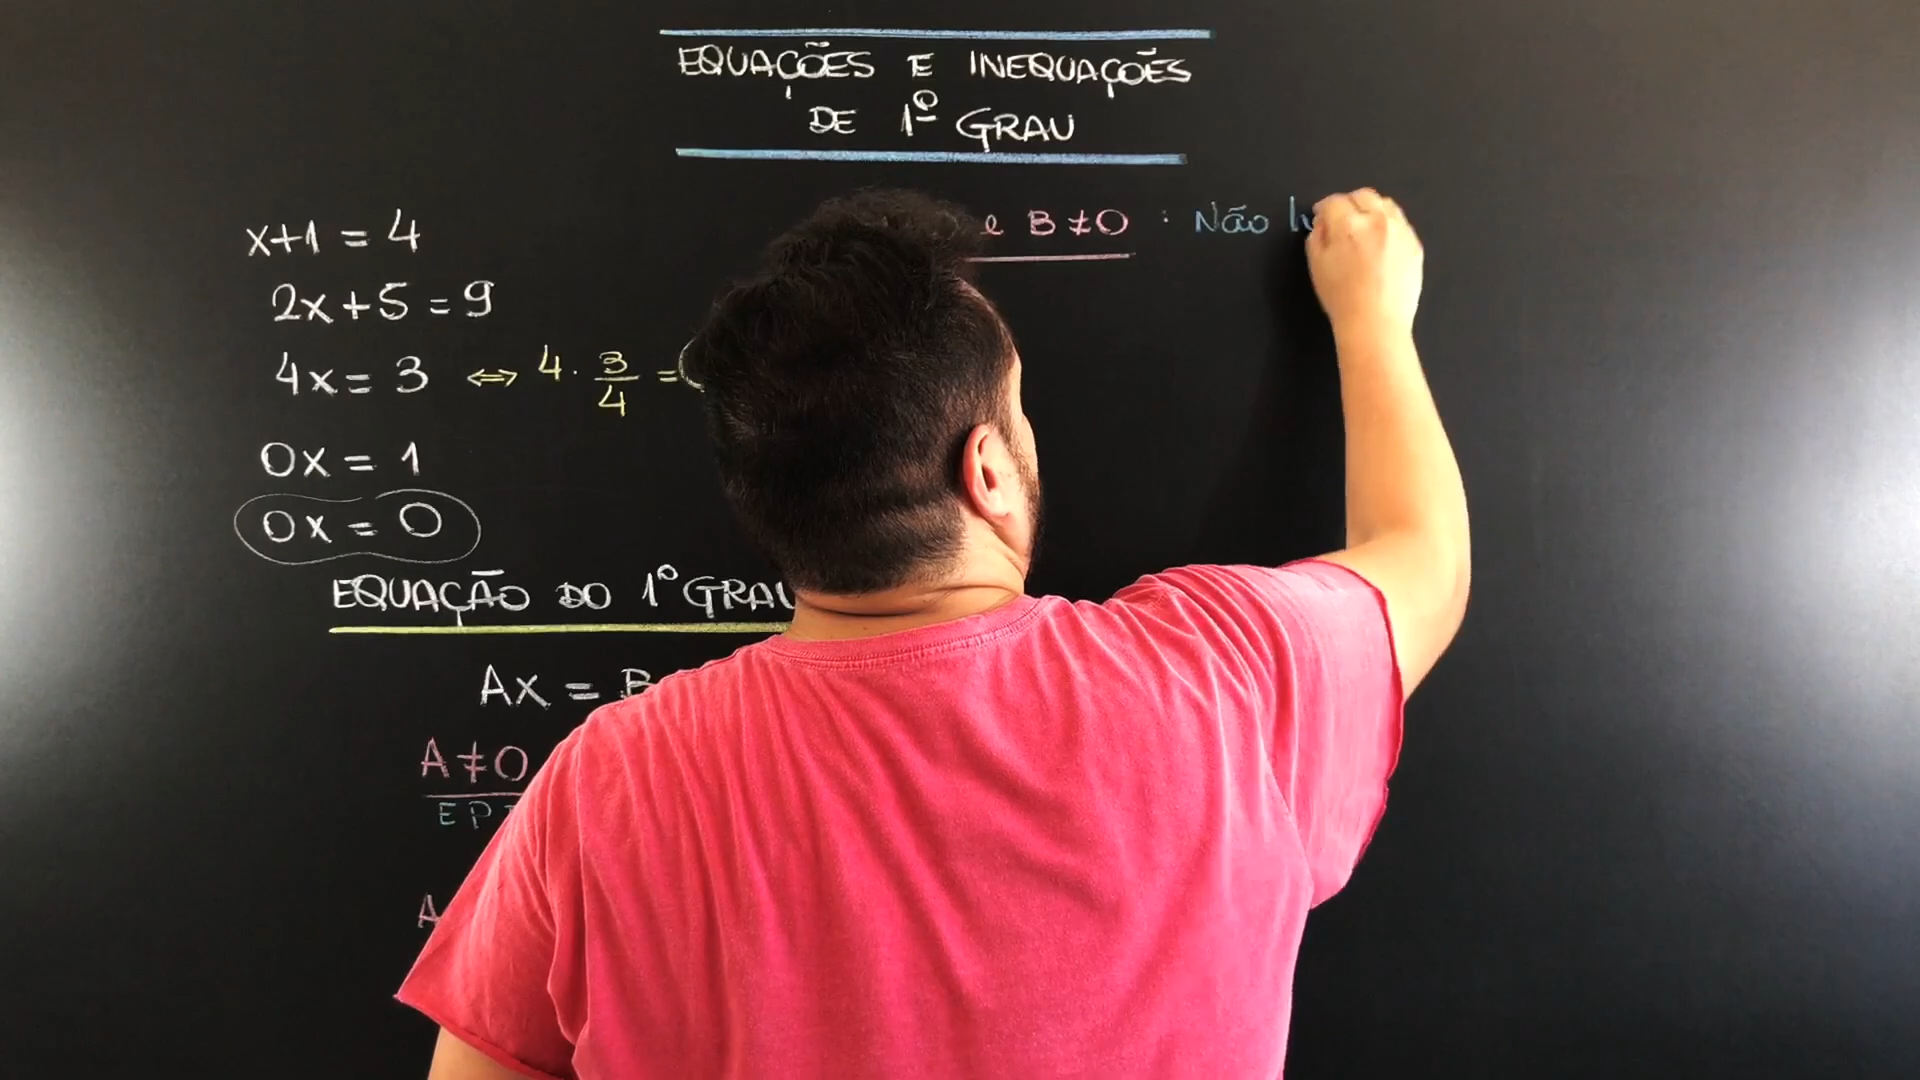 EQUAÇÕES E INEQUAÇÕES
DE 1º GRAU
x+1 = 4
2x+5 = 9
4x = 3 ⇔ 4 · 3/4 =
0x = 1
0x = 0
EQUAÇÃO DO 1º GRAU
Ax = B
A≠0
E P
A
e B≠0 : Não